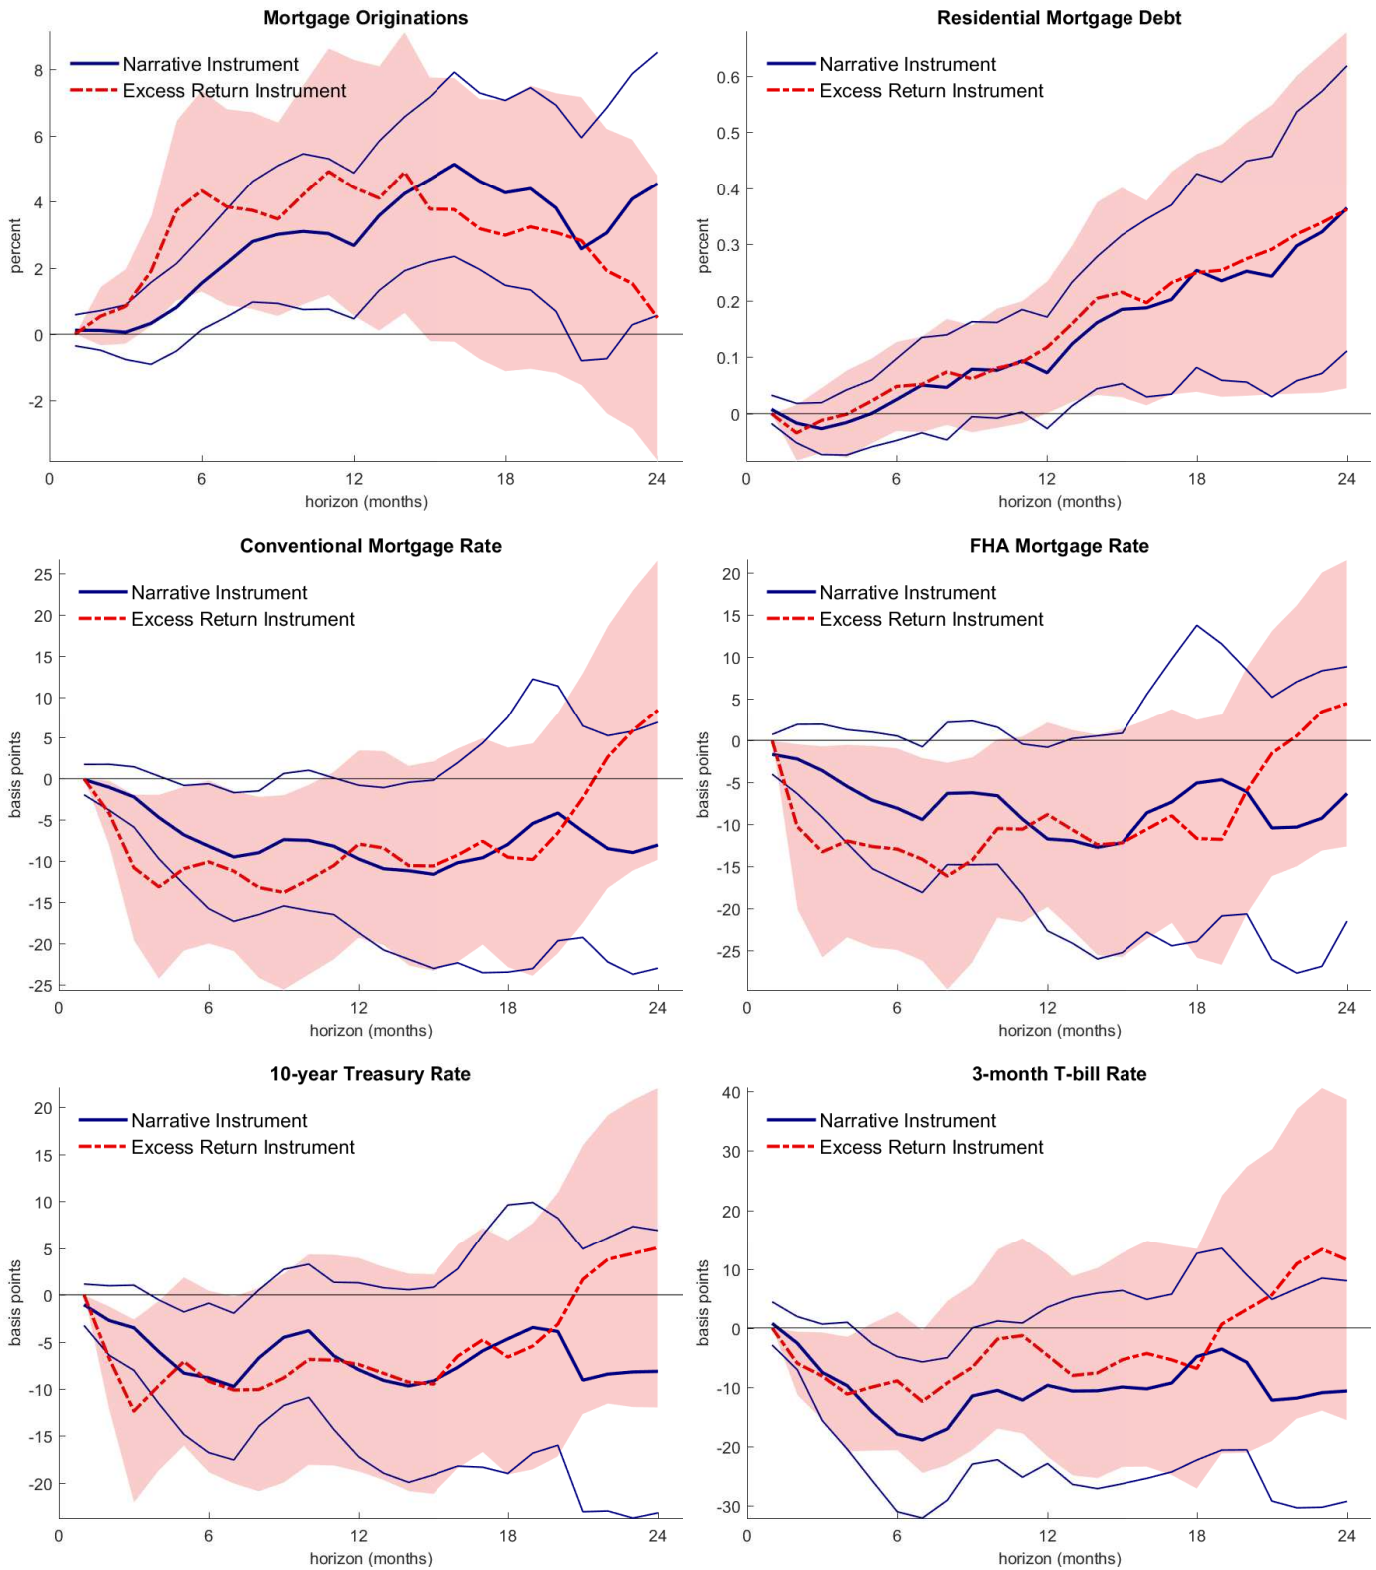 Mortgage Originations
Narrative Instrument
Excess Return Instrument
percent
8
6
4
2
0
-2
0 6 12 18 24
horizon (months)
Residential Mortgage Debt
Narrative Instrument
Excess Return Instrument
percent
0.6
0.5
0.4
0.3
0.2
0.1
0
0 6 12 18 24
horizon (months)
Conventional Mortgage Rate
Narrative Instrument
Excess Return Instrument
basis points
25
20
15
10
5
0
-5
-10
-15
-20
-25
0 6 12 18 24
horizon (months)
FHA Mortgage Rate
Narrative Instrument
Excess Return Instrument
basis points
20
15
10
5
0
-5
-10
-15
-20
-25
0 6 12 18 24
horizon (months)
10-year Treasury Rate
Narrative Instrument
Excess Return Instrument
basis points
20
15
10
5
0
-5
-10
-15
-20
0 6 12 18 24
horizon (months)
3-month T-bill Rate
Narrative Instrument
Excess Return Instrument
basis points
40
30
20
10
0
-10
-20
-30
0 6 12 18 24
horizon (months)